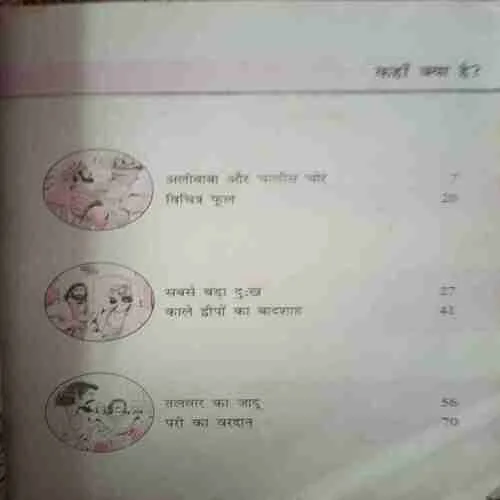 कहाँ क्या है?
अलीबाबा और चालीस चोर 7
विचित्र फूल 20
सबसे बड़ा दु:ख 27
काले द्वीपों का बादशाह 41
तलवार का जादू 56
परी का वरदान 70